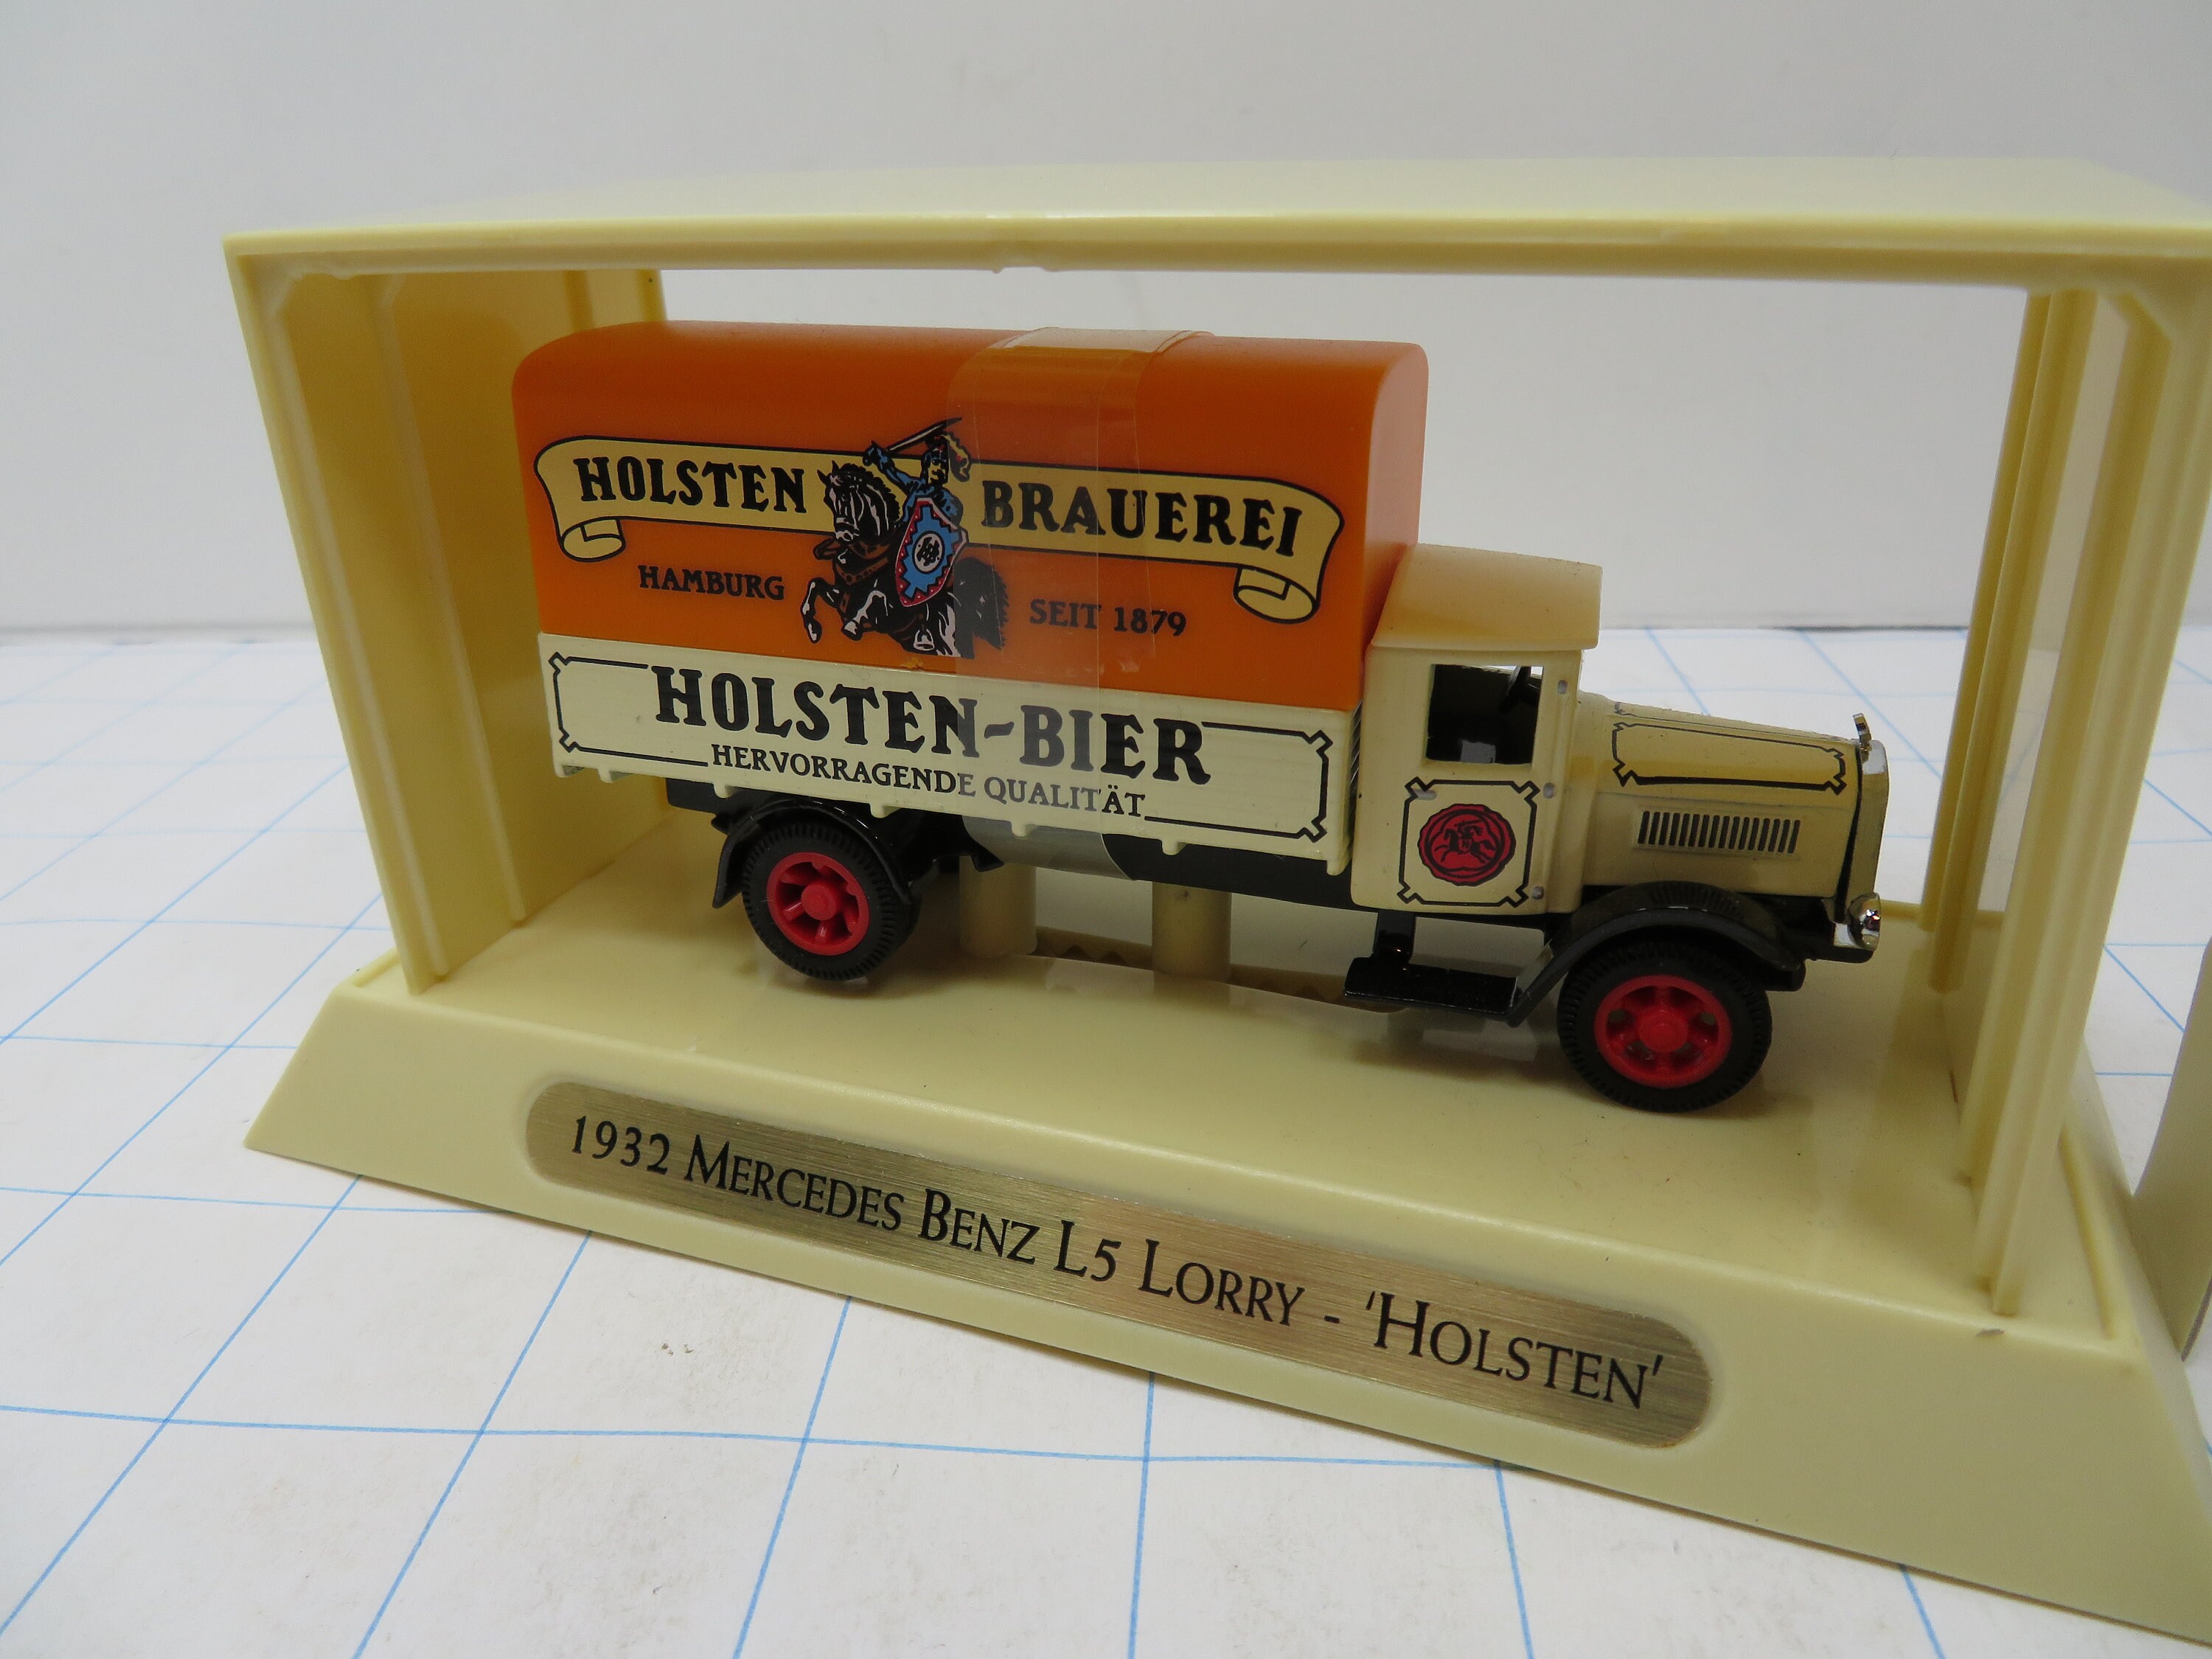 HOLSTEN BRAUEREI
HAMBURG SEIT 1879
HOLSTEN-BIER
HERVORRAGENDE QUALITÄT
1932 MERCEDES BENZ L5 LORRY - 'HOLSTEN'